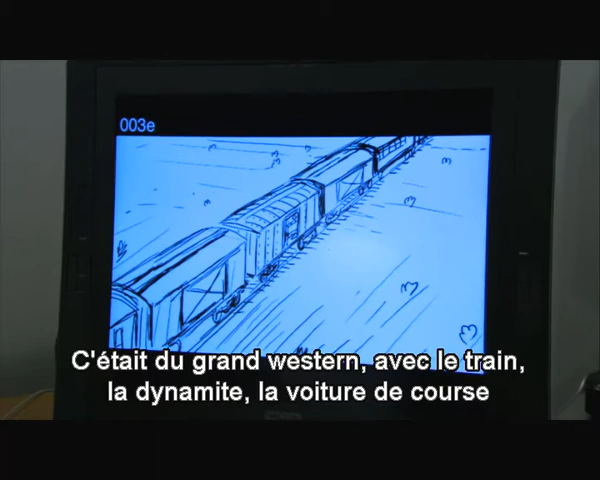 003e
C'était du grand western, avec le train,
la dynamite, la voiture de course